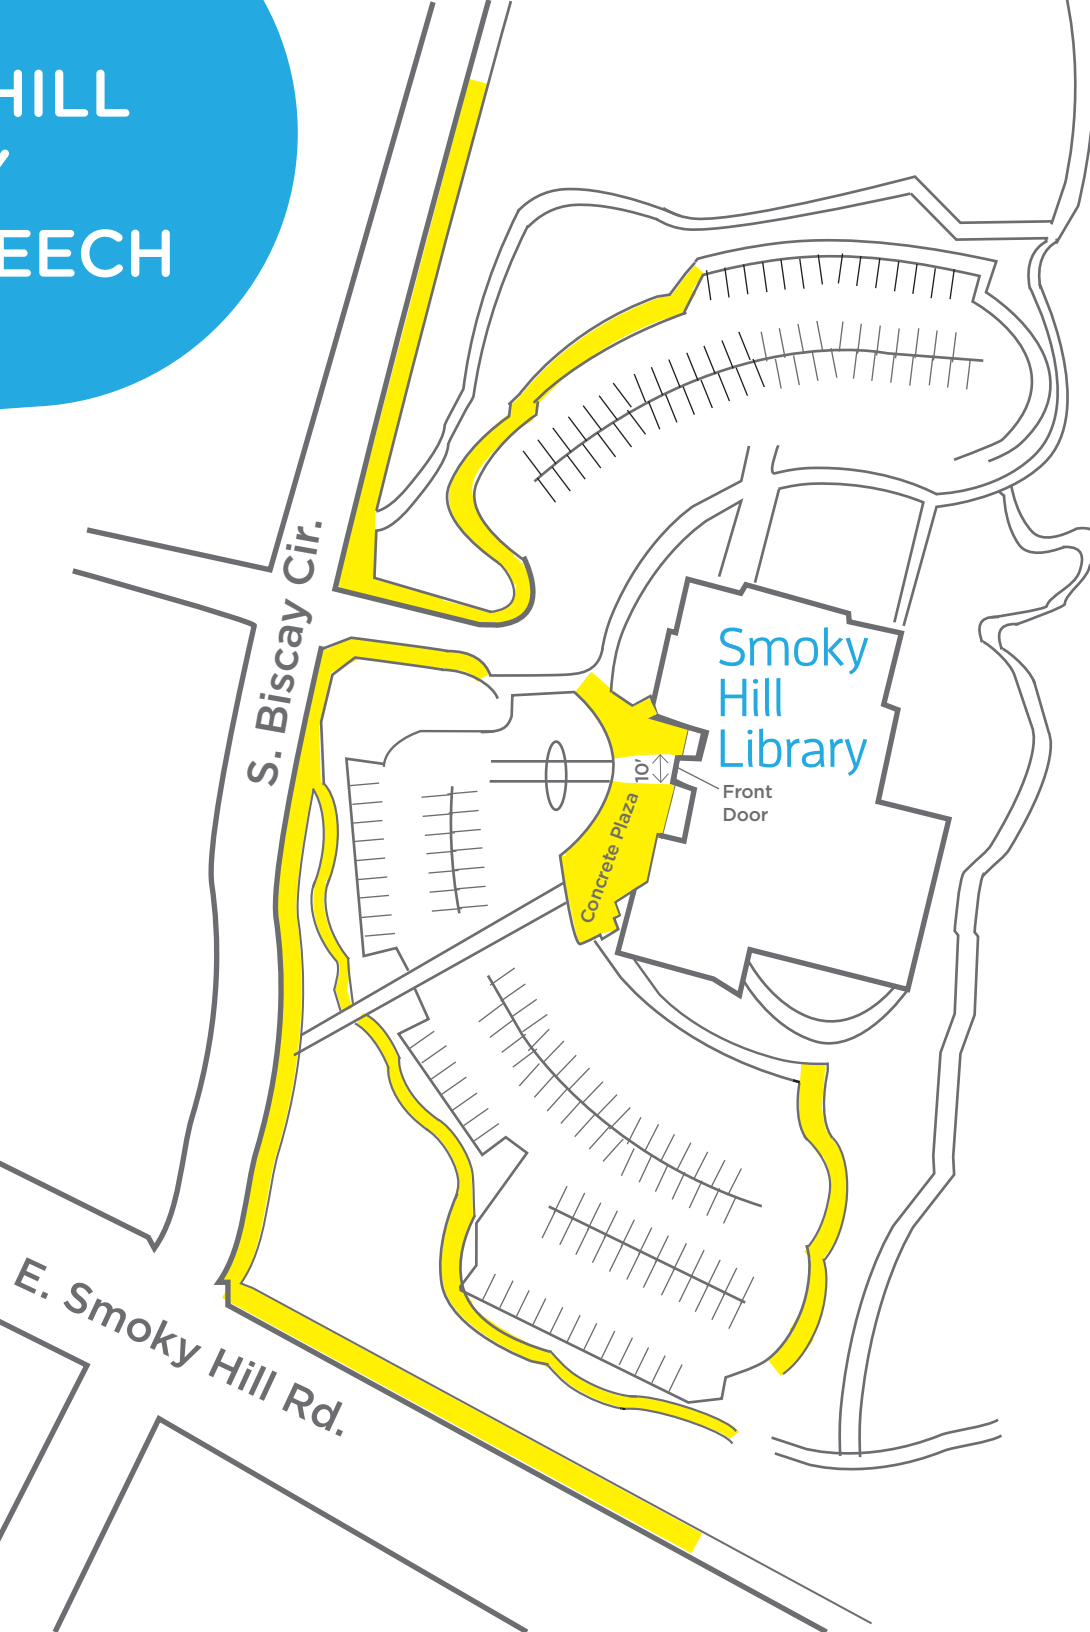 HILL
Y
EECH
S. Biscay Cir.
Smoky
Hill
Library
10'
Front
Door
Concrete Plaza
E. Smoky Hill Rd.